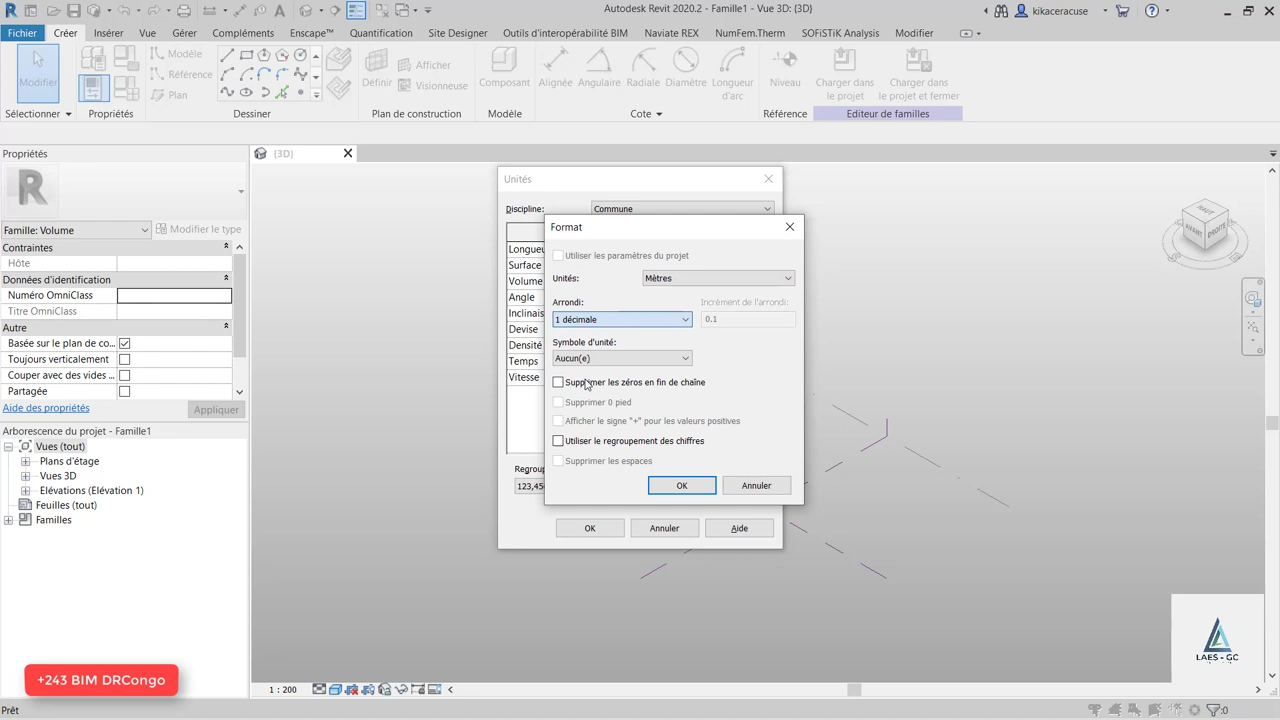 Autodesk Revit 2020.2 - Famille1 - Vue 3D: {3D}
kikaceracuse
Fichier Créer Insérer Vue Gérer Compléments Enscape™ Quantification Site Designer Outils d'interopérabilité BIM Naviate REX NumFem.Therm SOFiSTiK Analysis Modifier
Modifier
Modèle
Référence
Plan
Définir
Afficher
Visionneuse
Composant
Alignée Angulaire Radiale Diamètre Longueur d'arc
Niveau
Charger dans le projet
Charger dans le projet et fermer
Sélectionner Propriétés Dessiner Plan de construction Modèle Cote Référence Editeur de familles
Propriétés
{3D}
R
Famille: Volume
Modifier le type
Contraintes
Hôte
Données d'identification
Numéro OmniClass
Titre OmniClass
Autre
Basée sur le plan de co...
Toujours verticalement
Couper avec des vides ...
Partagée
Aide des propriétés
Appliquer
Arborescence du projet - Famille1
Vues (tout)
Plans d'étage
Vues 3D
Elévations (Elévation 1)
Feuilles (tout)
Familles
Unités
Discipline: Commune
Longueu
Surface
Volume
Angle
Inclinais
Devise
Densité
Temps
Vitesse
Regroup
123,456
OK Annuler Aide
Format
Utiliser les paramètres du projet
Unités: Mètres
Arrondi: Incrément de l'arrondi:
1 décimale 0.1
Symbole d'unité:
Aucun(e)
Supprimer les zéros en fin de chaîne
Supprimer 0 pied
Afficher le signe "+" pour les valeurs positives
Utiliser le regroupement des chiffres
Supprimer les espaces
OK Annuler
HAUT
AVANT DROITE
LAES - GC
+243 BIM DRCongo
1 : 200
Prêt
:0